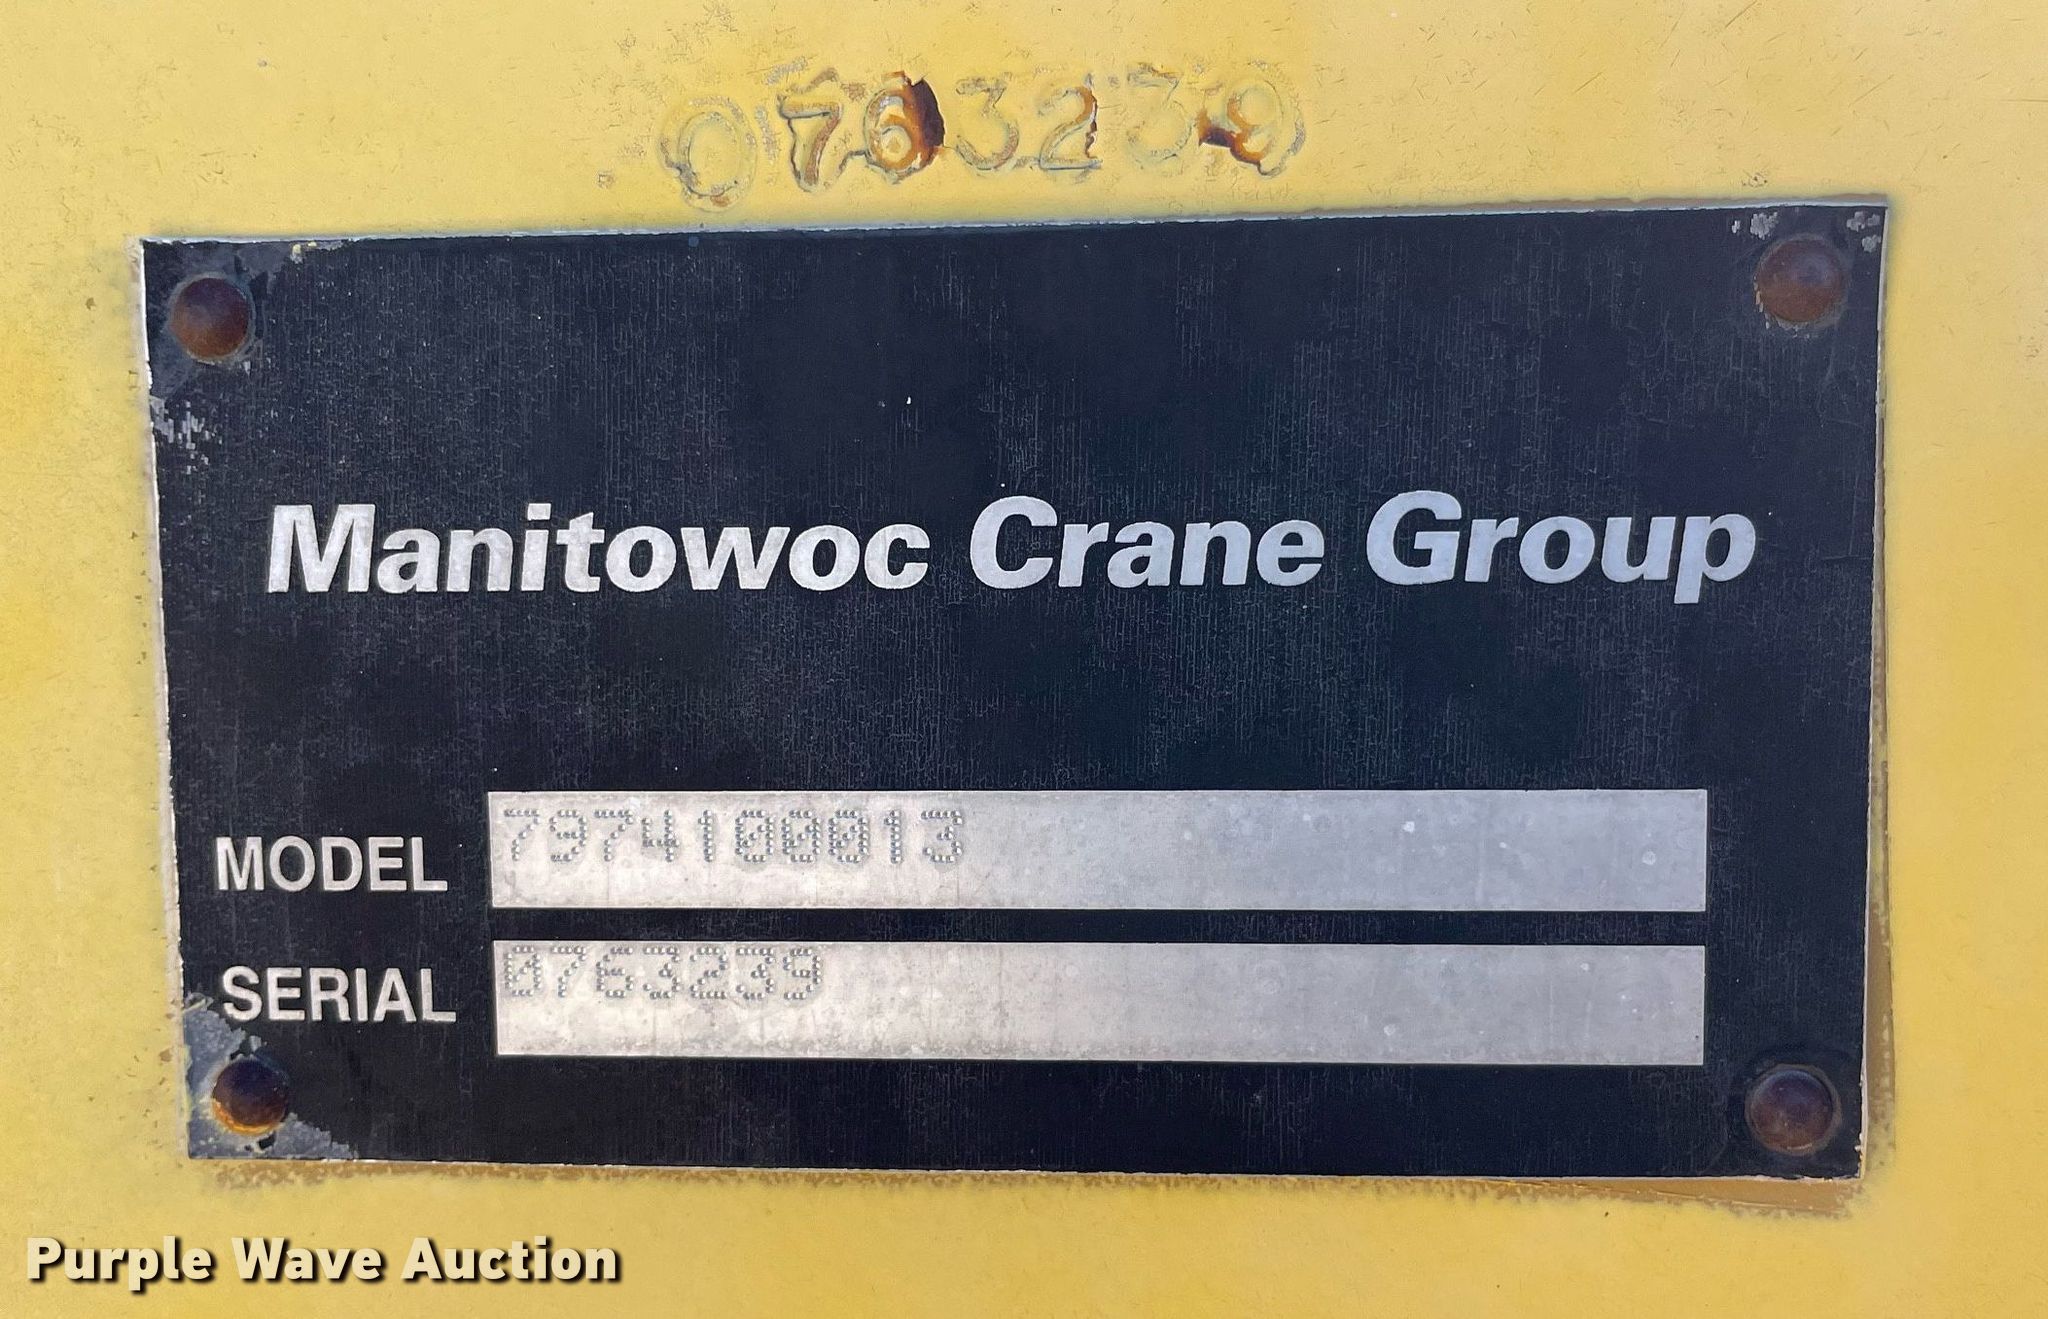 0763239
Manitowoc Crane Group
MODEL 7974100013
SERIAL 0763239
Purple Wave Auction